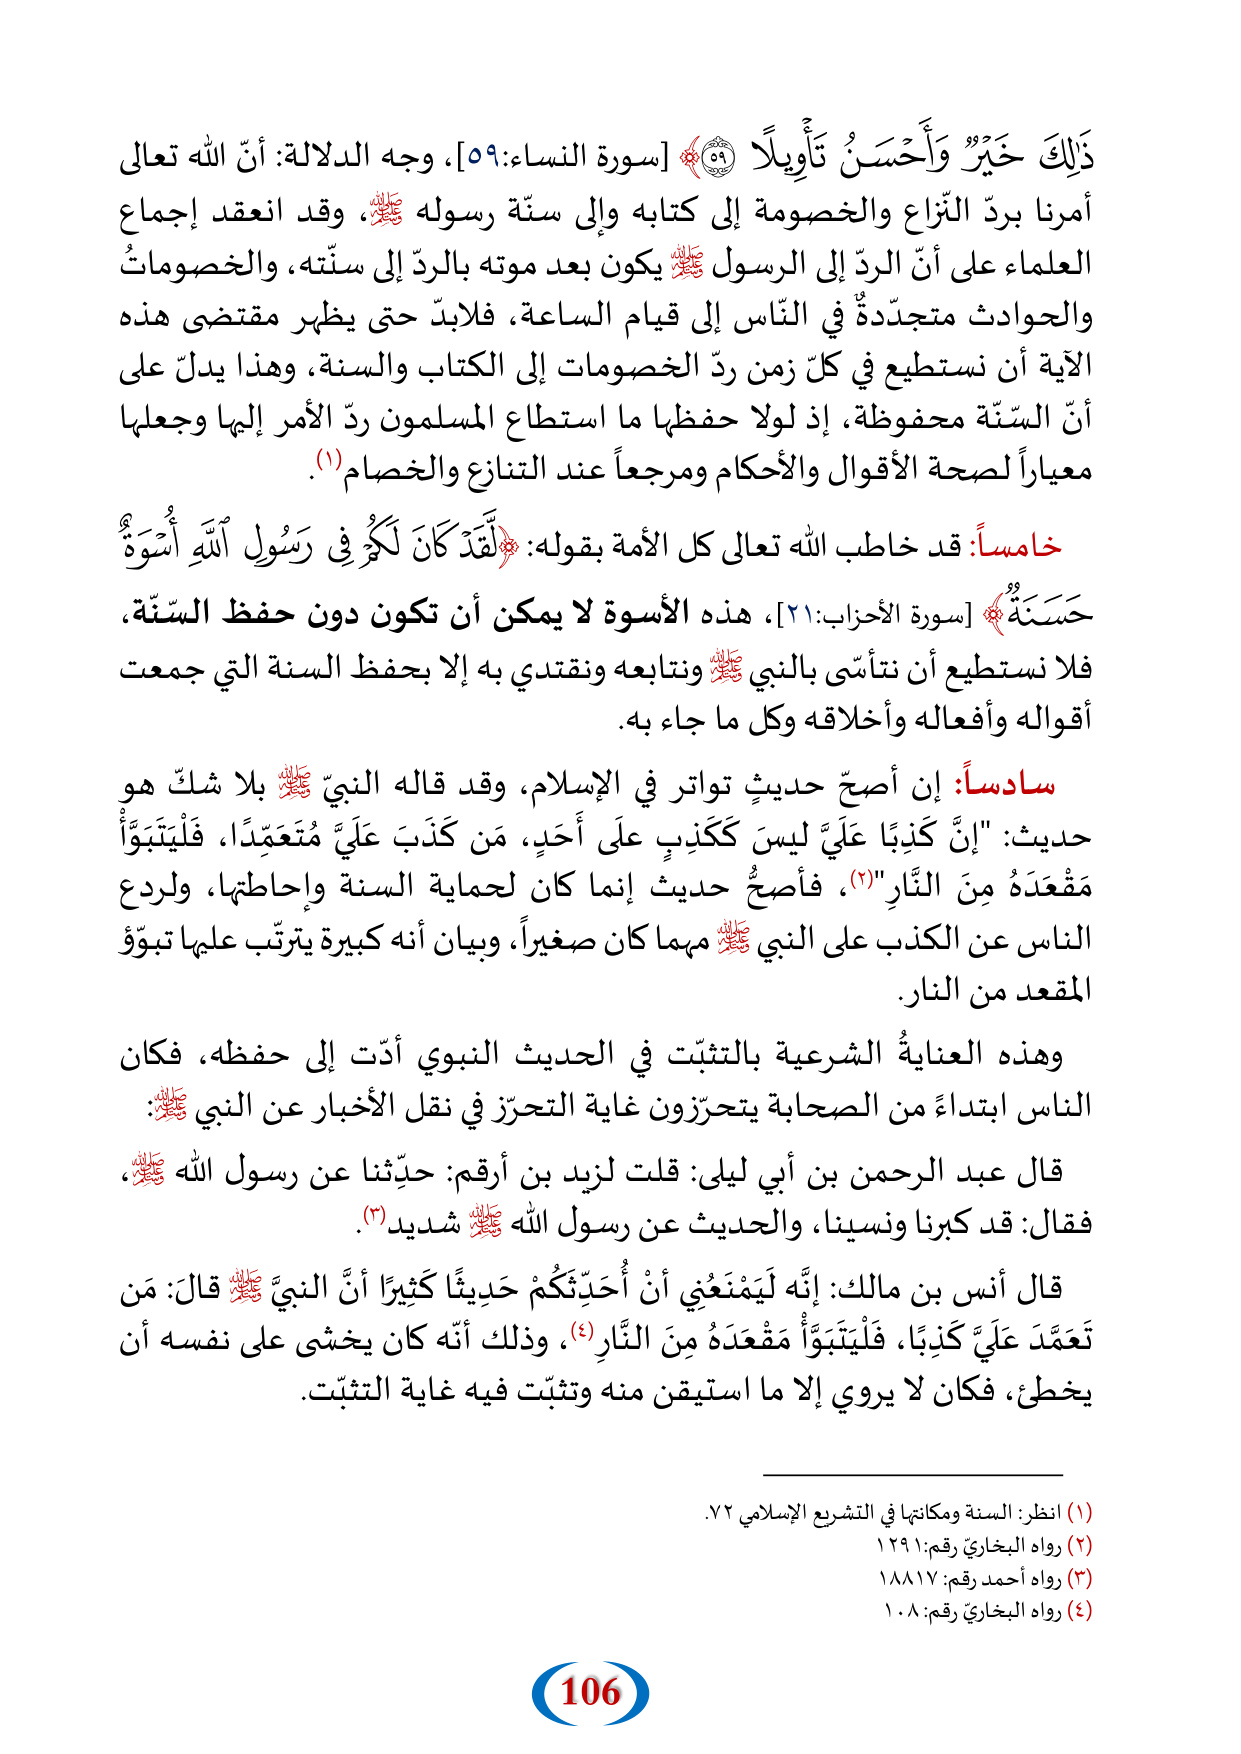 ذَٰلِكَ خَيْرٌ وَأَحْسَنُ تَأْوِيلًا ۝٥٩﴾ [سورة النساء:٥٩]، وجه الدلالة: أنّ الله تعالى
أمرنا بردّ النّزاع والخصومة إلى كتابه وإلى سنّة رسوله ﷺ، وقد انعقد إجماع
العلماء على أنّ الردّ إلى الرسول ﷺ يكون بعد موته بالردّ إلى سنّته، والخصوماتُ
والحوادث متجدّدةٌ في النّاس إلى قيام الساعة، فلابدّ حتى يظهر مقتضى هذه
الآية أن نستطيع في كلّ زمن ردّ الخصومات إلى الكتاب والسنة، وهذا يدلّ على
أنّ السّنّة محفوظة، إذ لولا حفظها ما استطاع المسلمون ردّ الأمر إليها وجعلها
معياراً لصحة الأقوال والأحكام ومرجعاً عند التنازع والخصام(١).
خامساً: قد خاطب الله تعالى كل الأمة بقوله: ﴿لَّقَدْ كَانَ لَكُمْ فِي رَسُولِ ٱللَّهِ أُسْوَةٌ
حَسَنَةٌ﴾ [سورة الأحزاب:٢١]، هذه الأسوة لا يمكن أن تكون دون حفظ السّنّة،
فلا نستطيع أن نتأسّى بالنبي ﷺ ونتابعه ونقتدي به إلا بحفظ السنة التي جمعت
أقواله وأفعاله وأخلاقه وكل ما جاء به.
سادساً: إن أصحّ حديثٍ تواتر في الإسلام، وقد قاله النبيّ ﷺ بلا شكّ هو
حديث: "إنَّ كَذِبًا عَلَيَّ ليسَ كَكَذِبٍ علَى أَحَدٍ، مَن كَذَبَ عَلَيَّ مُتَعَمِّدًا، فَلْيَتَبَوَّأْ
مَقْعَدَهُ مِنَ النَّارِ"(٢)، فأصحُّ حديث إنما كان لحماية السنة وإحاطتها، ولردع
الناس عن الكذب على النبي ﷺ مهما كان صغيراً، وبيان أنه كبيرة يترتّب عليها تبوّؤ
المقعد من النار.
وهذه العنايةُ الشرعية بالتثبّت في الحديث النبوي أدّت إلى حفظه، فكان
الناس ابتداءً من الصحابة يتحرّزون غاية التحرّز في نقل الأخبار عن النبي ﷺ:
قال عبد الرحمن بن أبي ليلى: قلت لزيد بن أرقم: حدِّثنا عن رسول الله ﷺ،
فقال: قد كبرنا ونسينا، والحديث عن رسول الله ﷺ شديد(٣).
قال أنس بن مالك: إنَّه لَيَمْنَعُنِي أنْ أُحَدِّثَكُمْ حَدِيثًا كَثِيرًا أنَّ النبيَّ ﷺ قالَ: مَن
تَعَمَّدَ عَلَيَّ كَذِبًا، فَلْيَتَبَوَّأْ مَقْعَدَهُ مِنَ النَّارِ(٤)، وذلك أنّه كان يخشى على نفسه أن
يخطئ، فكان لا يروي إلا ما استيقن منه وتثبّت فيه غاية التثبّت.
(١) انظر: السنة ومكانتها في التشريع الإسلامي ٧٢.
(٢) رواه البخاريّ رقم:١٢٩١
(٣) رواه أحمد رقم: ١٨٨١٧
(٤) رواه البخاريّ رقم:١٠٨
106